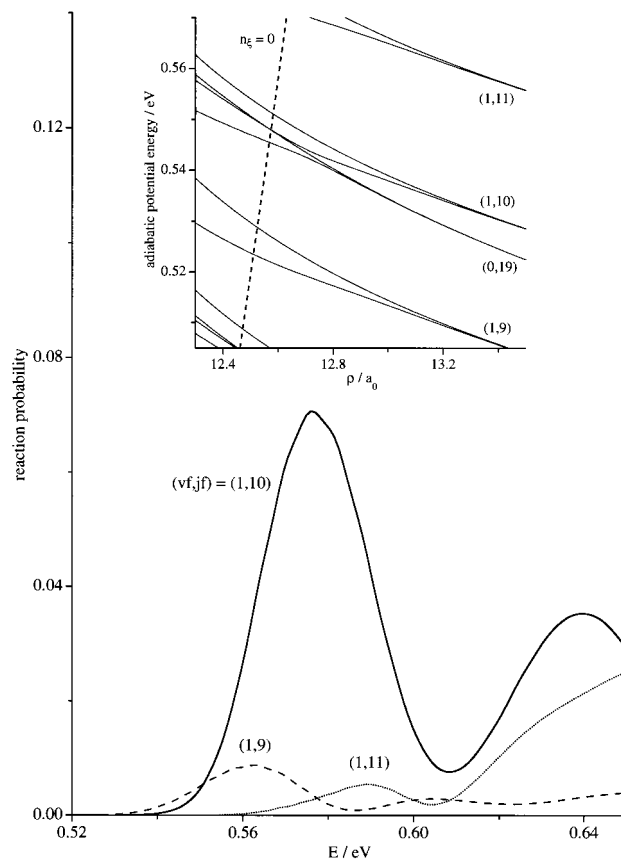 n_ξ = 0
0.56
(1,11)
0.12
adiabatic potential energy / eV
0.54
(1,10)
(0,19)
0.52
(1,9)
12.4 12.8 13.2
ρ / a₀
0.08
reaction probability
(vf,jf) = (1,10)
0.04
(1,9)
(1,11)
0.00
0.52 0.56 0.60 0.64
E / eV